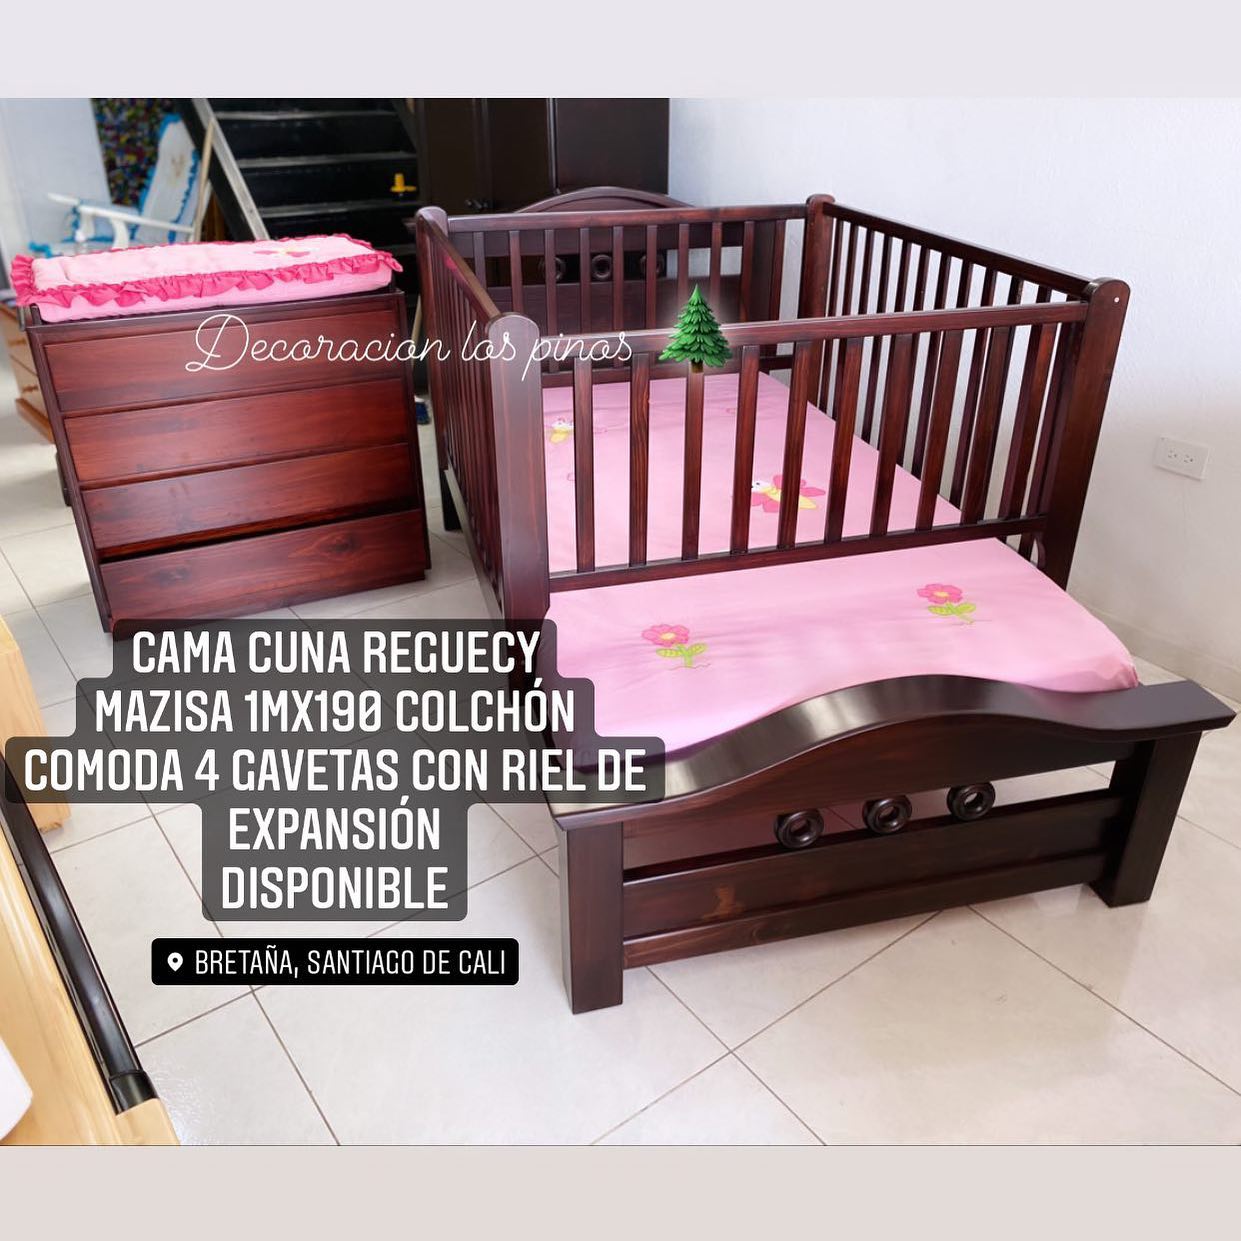 Decoracion los pinos
CAMA CUNA REGUECY
MAZISA 1MX190 COLCHÓN
COMODA 4 GAVETAS CON RIEL DE
EXPANSIÓN
DISPONIBLE
BRETAÑA, SANTIAGO DE CALI